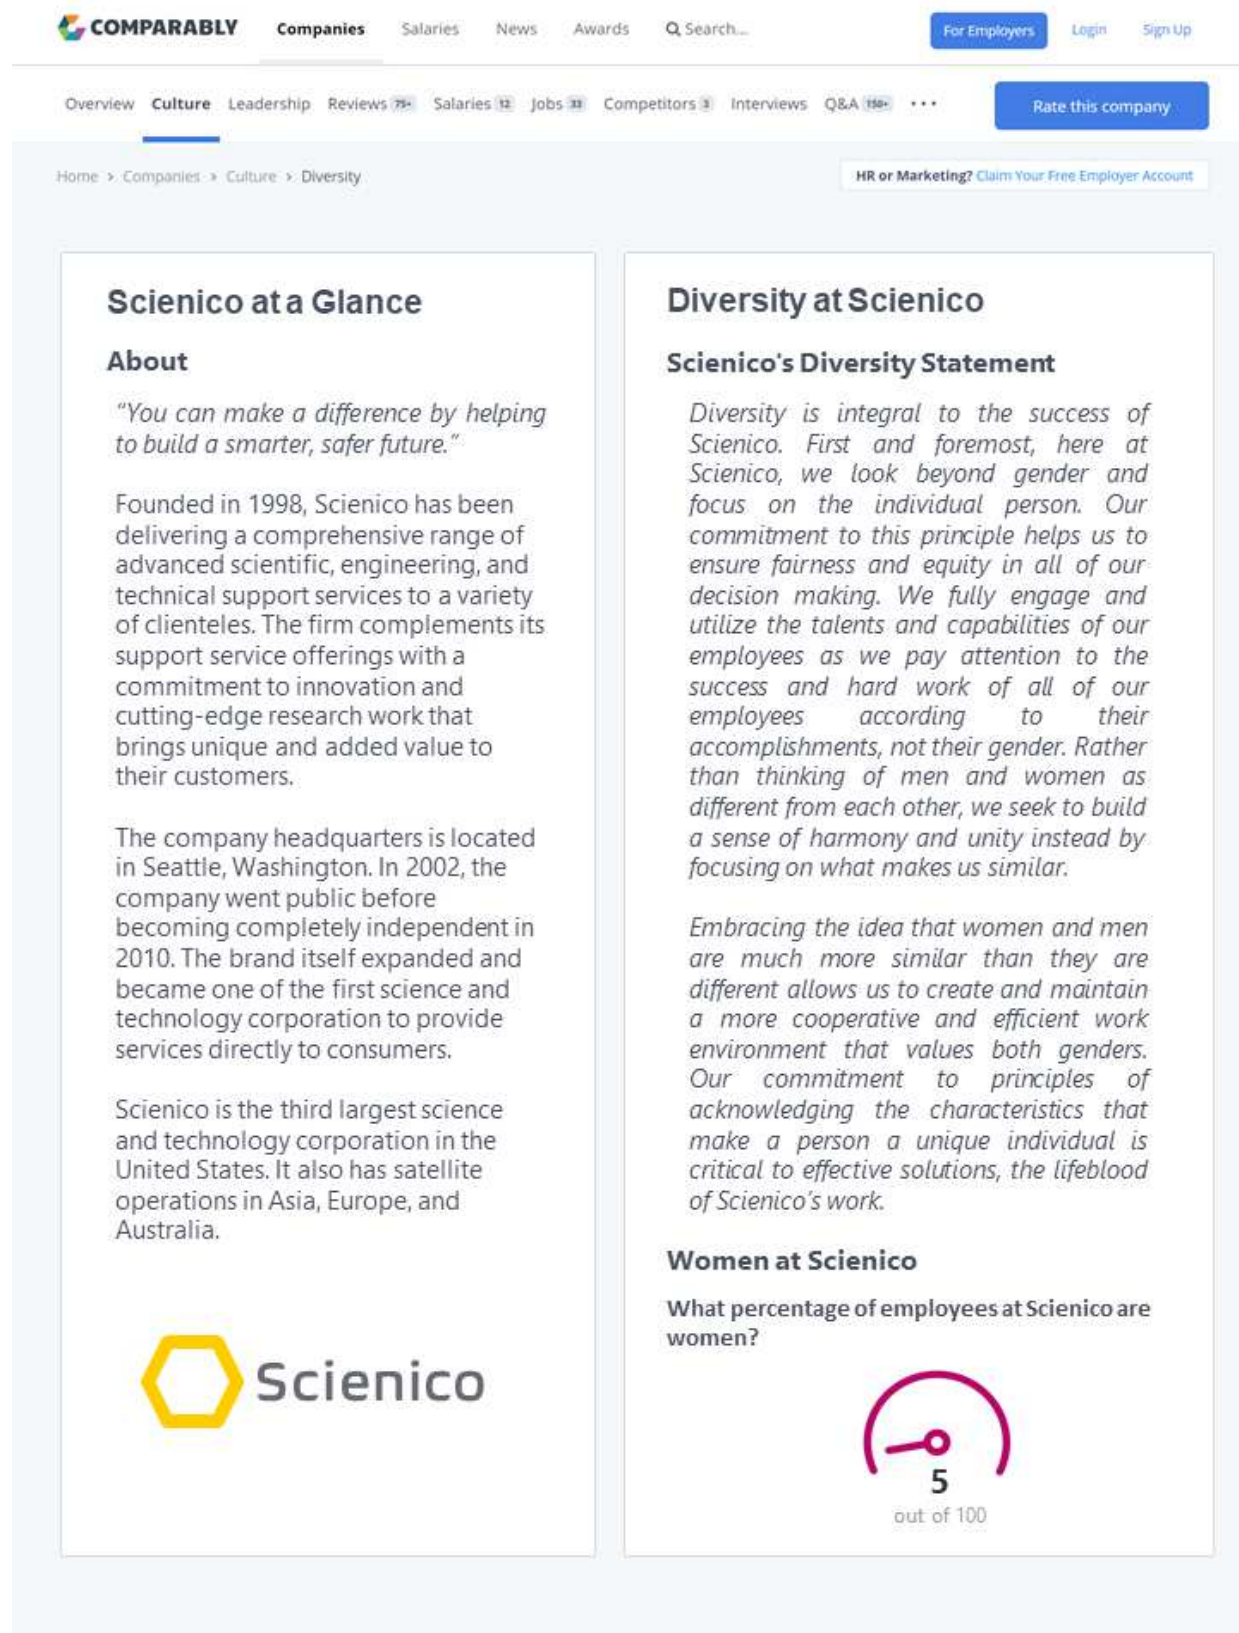 COMPARABLY Companies Salaries News Awards Search... For Employers Login Sign Up
Overview Culture Leadership Reviews 75+ Salaries 12 Jobs 33 Competitors 3 Interviews Q&A 150+ ••• Rate this company
Home > Companies > Culture > Diversity
HR or Marketing? Claim Your Free Employer Account
Scienico at a Glance
About
"You can make a difference by helping
to build a smarter, safer future."
Founded in 1998, Scienico has been
delivering a comprehensive range of
advanced scientific, engineering, and
technical support services to a variety
of clienteles. The firm complements its
support service offerings with a
commitment to innovation and
cutting-edge research work that
brings unique and added value to
their customers.
The company headquarters is located
in Seattle, Washington. In 2002, the
company went public before
becoming completely independent in
2010. The brand itself expanded and
became one of the first science and
technology corporation to provide
services directly to consumers.
Scienico is the third largest science
and technology corporation in the
United States. It also has satellite
operations in Asia, Europe, and
Australia.
Scienico
Diversity at Scienico
Scienico's Diversity Statement
Diversity is integral to the success of
Scienico. First and foremost, here at
Scienico, we look beyond gender and
focus on the individual person. Our
commitment to this principle helps us to
ensure fairness and equity in all of our
decision making. We fully engage and
utilize the talents and capabilities of our
employees as we pay attention to the
success and hard work of all of our
employees according to their
accomplishments, not their gender. Rather
than thinking of men and women as
different from each other, we seek to build
a sense of harmony and unity instead by
focusing on what makes us similar.
Embracing the idea that women and men
are much more similar than they are
different allows us to create and maintain
a more cooperative and efficient work
environment that values both genders.
Our commitment to principles of
acknowledging the characteristics that
make a person a unique individual is
critical to effective solutions, the lifeblood
of Scienico's work.
Women at Scienico
What percentage of employees at Scienico are
women?
5
out of 100